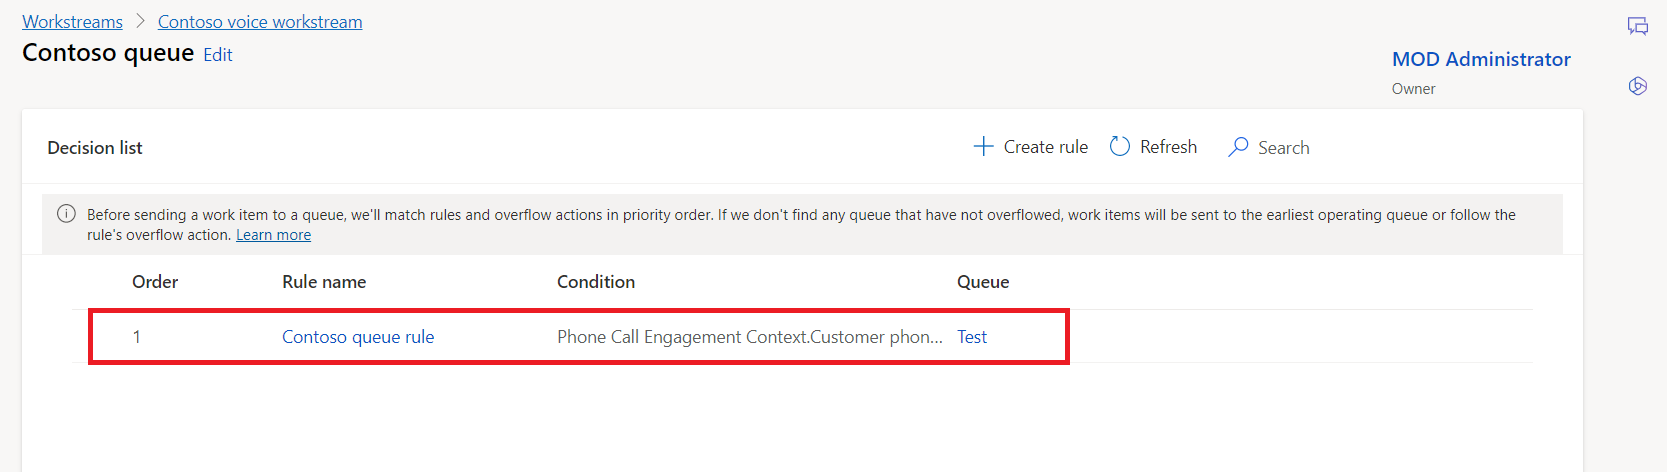 Workstreams > Contoso voice workstream
Contoso queue Edit
MOD Administrator
Owner
Decision list
Create rule Refresh Search
Before sending a work item to a queue, we'll match rules and overflow actions in priority order. If we don't find any queue that have not overflowed, work items will be sent to the earliest operating queue or follow the
rule's overflow action. Learn more
Order Rule name Condition Queue
1 Contoso queue rule Phone Call Engagement Context.Customer phon... Test